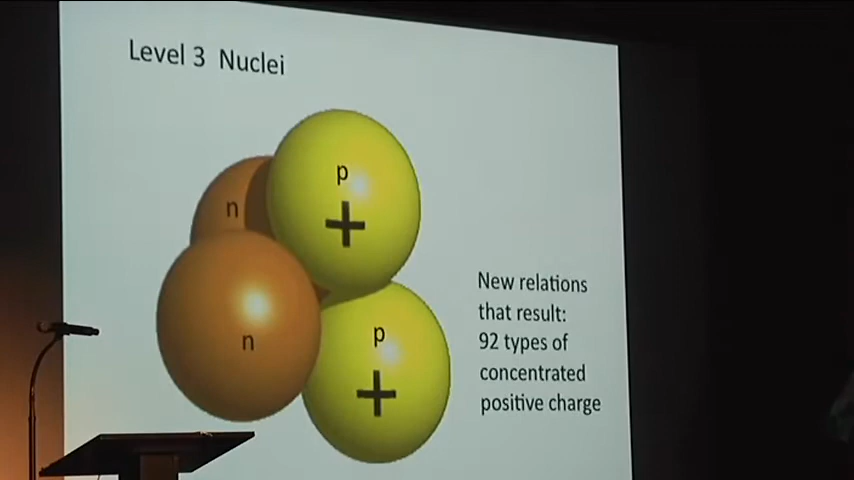 Level 3 Nuclei
p
+
n
n
p
+
New relations
that result:
92 types of
concentrated
positive charge